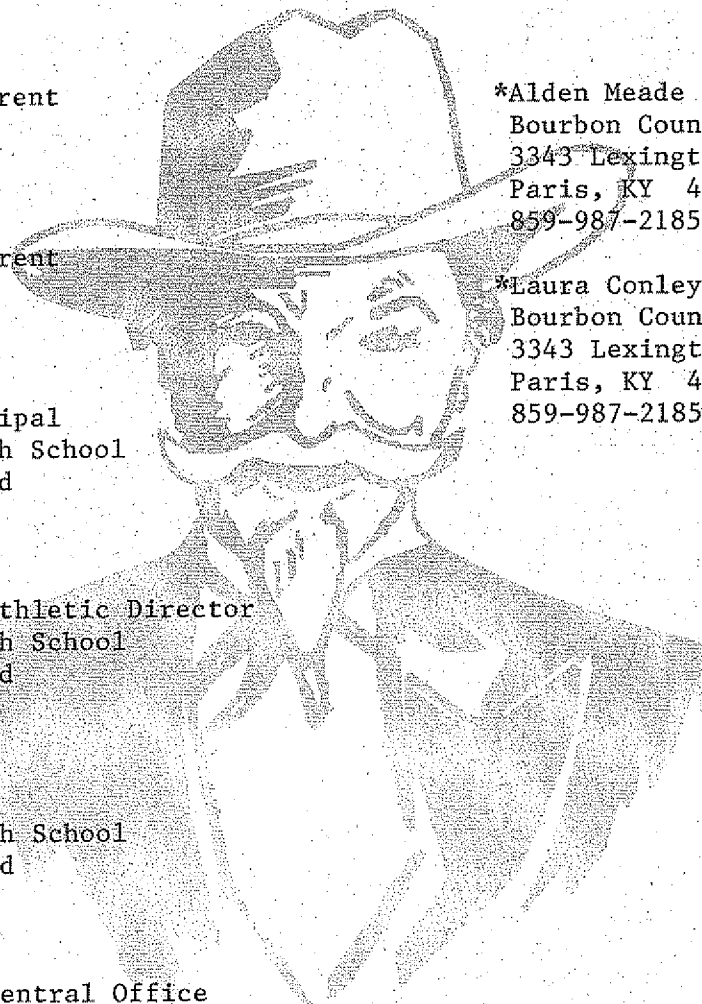 rent
rent
ipal
h School
d
thletic Director
h School
d
h School
d
entral Office
*Alden Meade
Bourbon Coun
3343 Lexingt
Paris, KY 4
859-987-2185
*Laura Conley
Bourbon Coun
3343 Lexingt
Paris, KY 4
859-987-2185